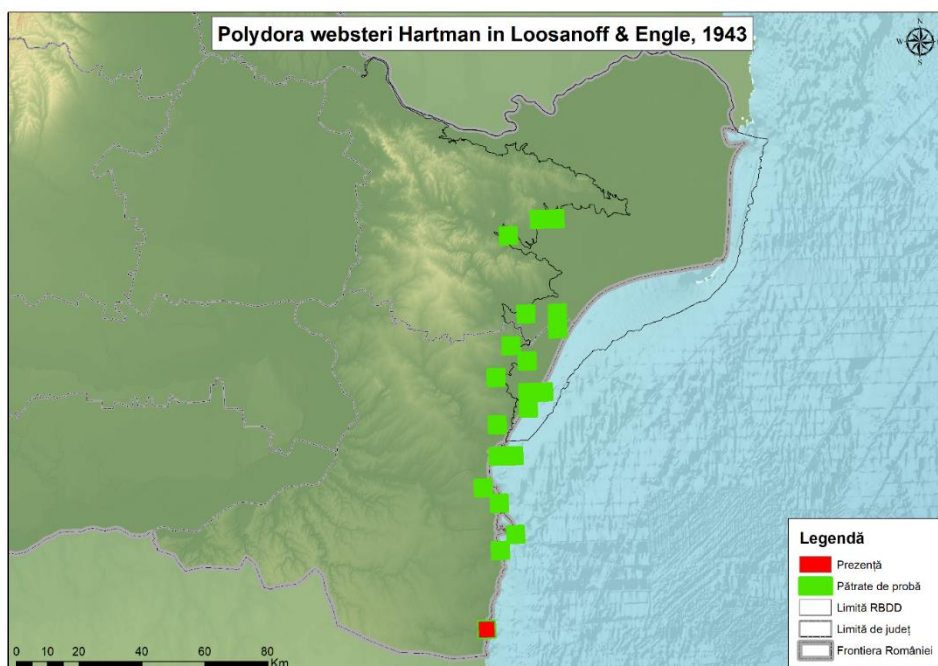 Polydora websteri Hartman in Loosanoff & Engle, 1943
N
W E
S
Legendă
Prezență
Pătrate de probă
Limită RBDD
Limită de județ
Frontiera României
0 10 20 40 60 80
Km